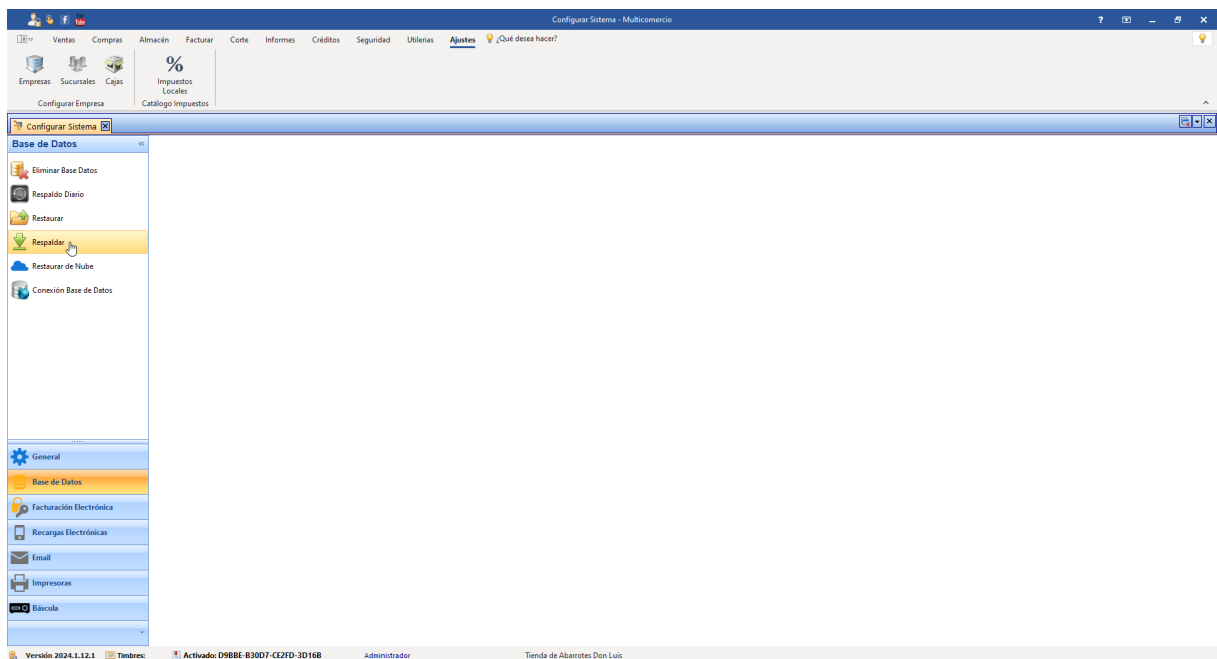 Configurar Sistema - Multicomercio
Ventas Compras Almacén Facturar Corte Informes Créditos Seguridad Utilerias Ajustes ¿Qué desea hacer?
Empresas Sucursales Cajas Impuestos Locales
Configurar Empresa Catálogo Impuestos
Configurar Sistema
Base de Datos
Eliminar Base Datos
Respaldo Diario
Restaurar
Respaldar
Restaurar de Nube
Conexión Base de Datos
General
Base de Datos
Facturación Electrónica
Recargas Electrónicas
Email
Impresoras
Báscula
Versión 2024.1.12.1 Timbres: Activado: D9BBE-B30D7-CE2FD-3D16B Administrador Tienda de Abarrotes Don Luis